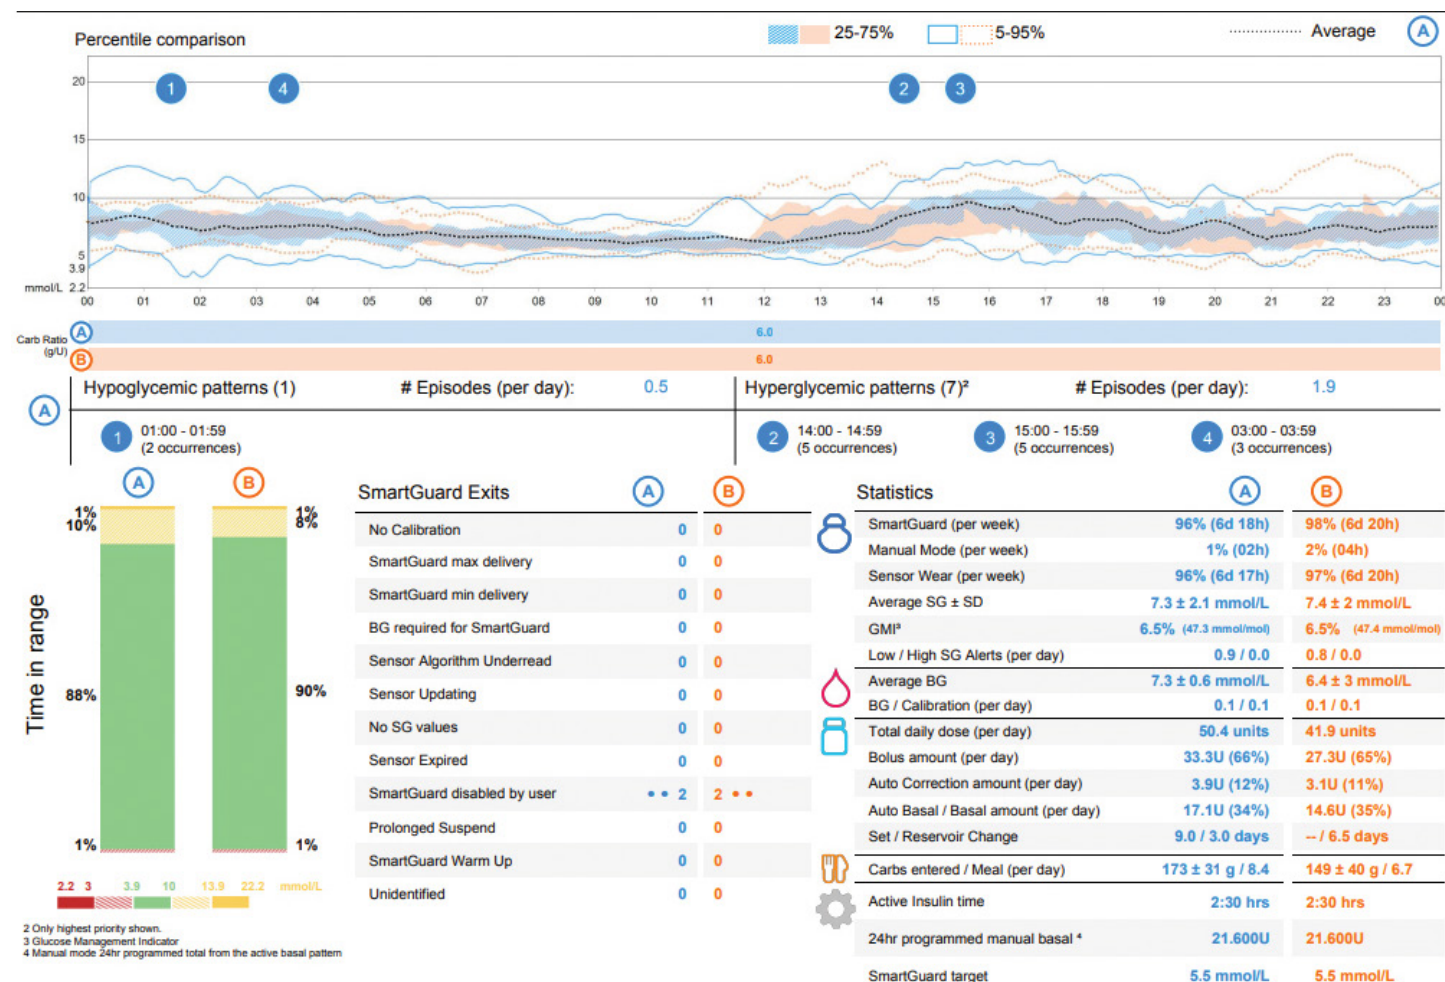 Percentile comparison 25-75% 5-95% Average A
20
1 4 2 3
15
10
5
3.9
mmol/L 2.2
00 01 02 03 04 05 06 07 08 09 10 11 12 13 14 15 16 17 18 19 20 21 22 23 00
Carb Ratio (g/U)
A 6.0
B 6.0
A
Hypoglycemic patterns (1) # Episodes (per day): 0.5
Hyperglycemic patterns (7)² # Episodes (per day): 1.9
1 01:00 - 01:59
(2 occurrences)
2 14:00 - 14:59
(5 occurrences)
3 15:00 - 15:59
(5 occurrences)
4 03:00 - 03:59
(3 occurrences)
Time in range
A B
1% 1%
10% 8%
88% 90%
1% 1%
2.2 3 3.9 10 13.9 22.2 mmol/L
2 Only highest priority shown.
3 Glucose Management Indicator
4 Manual mode 24hr programmed total from the active basal pattern
SmartGuard Exits A B
No Calibration 0 0
SmartGuard max delivery 0 0
SmartGuard min delivery 0 0
BG required for SmartGuard 0 0
Sensor Algorithm Underread 0 0
Sensor Updating 0 0
No SG values 0 0
Sensor Expired 0 0
SmartGuard disabled by user •• 2 2 ••
Prolonged Suspend 0 0
SmartGuard Warm Up 0 0
Unidentified 0 0
Statistics A B
SmartGuard (per week) 96% (6d 18h) 98% (6d 20h)
Manual Mode (per week) 1% (02h) 2% (04h)
Sensor Wear (per week) 96% (6d 17h) 97% (6d 20h)
Average SG ± SD 7.3 ± 2.1 mmol/L 7.4 ± 2 mmol/L
GMI³ 6.5% (47.3 mmol/mol) 6.5% (47.4 mmol/mol)
Low / High SG Alerts (per day) 0.9 / 0.0 0.8 / 0.0
Average BG 7.3 ± 0.6 mmol/L 6.4 ± 3 mmol/L
BG / Calibration (per day) 0.1 / 0.1 0.1 / 0.1
Total daily dose (per day) 50.4 units 41.9 units
Bolus amount (per day) 33.3U (66%) 27.3U (65%)
Auto Correction amount (per day) 3.9U (12%) 3.1U (11%)
Auto Basal / Basal amount (per day) 17.1U (34%) 14.6U (35%)
Set / Reservoir Change 9.0 / 3.0 days -- / 6.5 days
Carbs entered / Meal (per day) 173 ± 31 g / 8.4 149 ± 40 g / 6.7
Active Insulin time 2:30 hrs 2:30 hrs
24hr programmed manual basal ⁴ 21.600U 21.600U
SmartGuard target 5.5 mmol/L 5.5 mmol/L